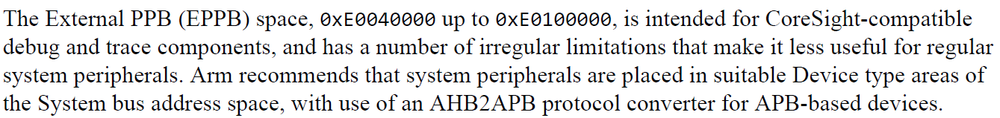 The External PPB (EPPB) space, 0xE0040000 up to 0xE0100000, is intended for CoreSight-compatible
debug and trace components, and has a number of irregular limitations that make it less useful for regular
system peripherals. Arm recommends that system peripherals are placed in suitable Device type areas of
the System bus address space, with use of an AHB2APB protocol converter for APB-based devices.